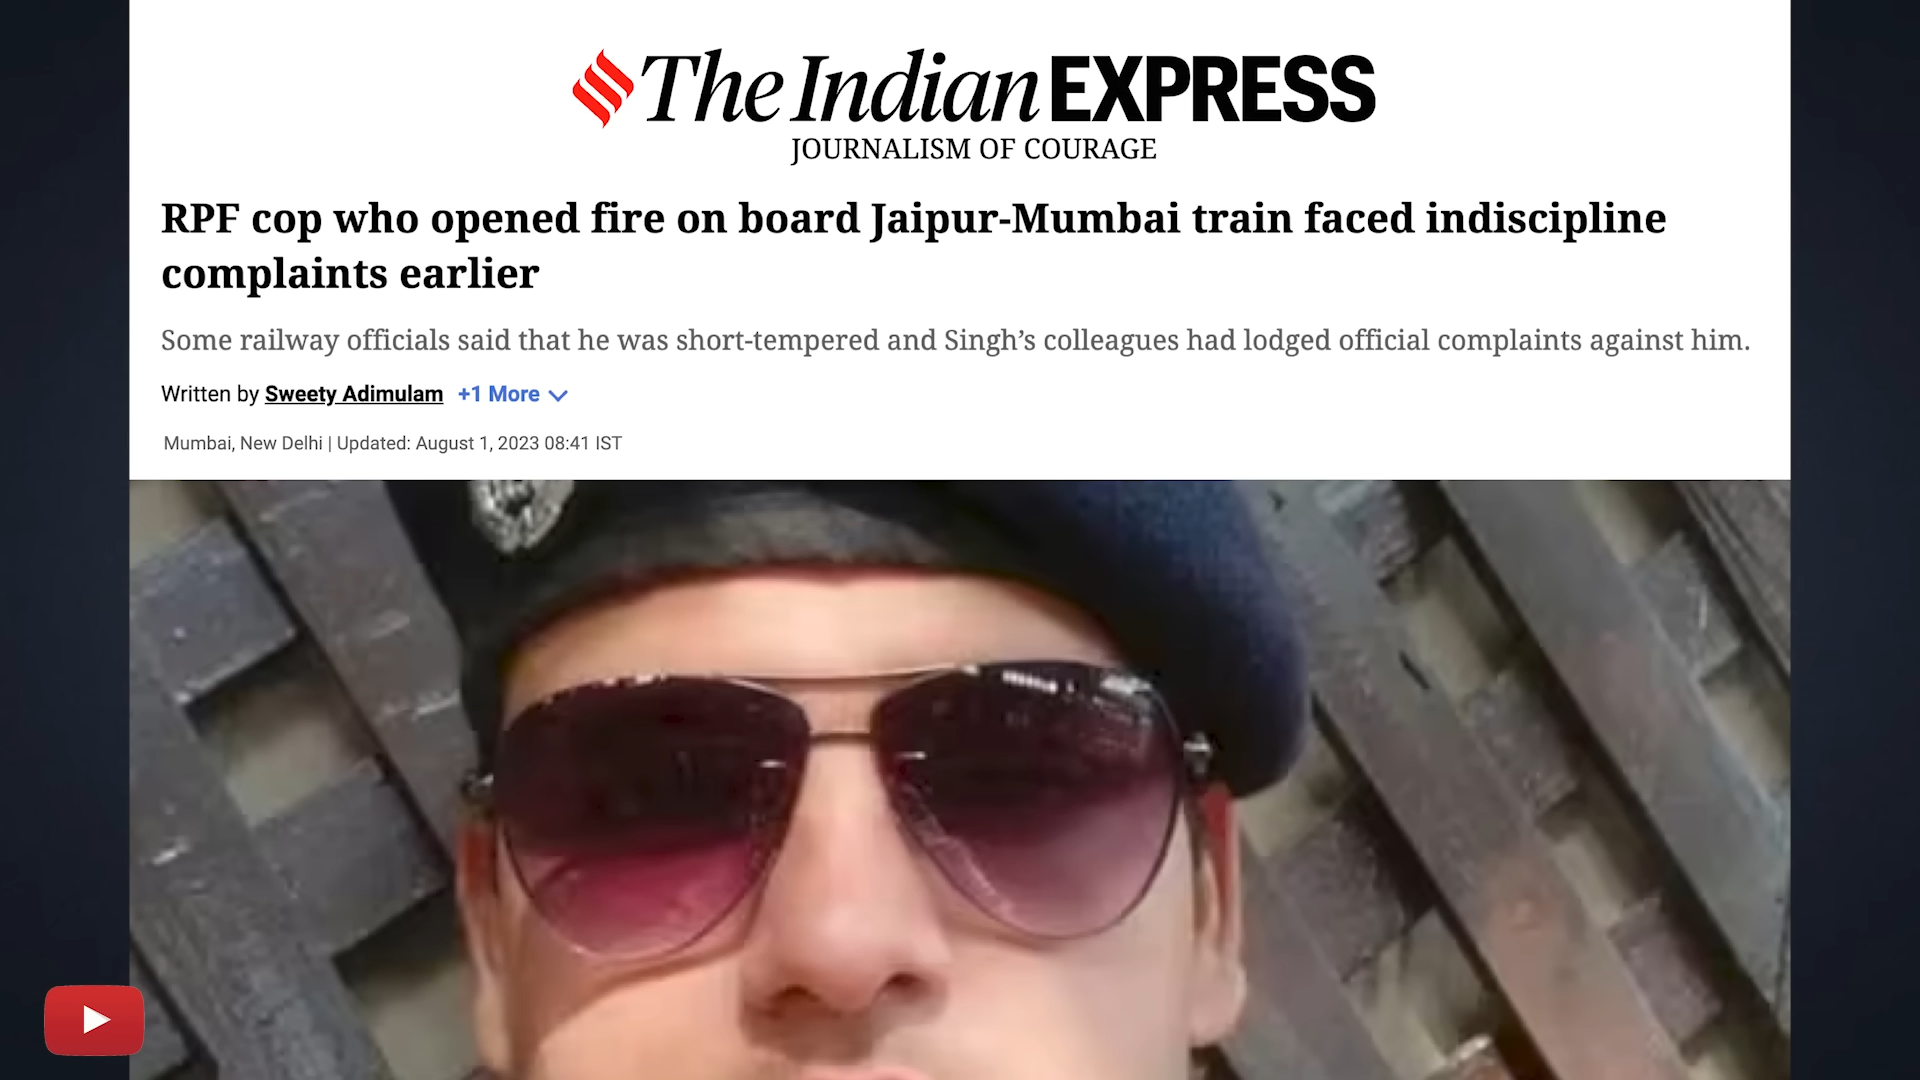 The Indian EXPRESS
JOURNALISM OF COURAGE
RPF cop who opened fire on board Jaipur-Mumbai train faced indiscipline
complaints earlier
Some railway officials said that he was short-tempered and Singh’s colleagues had lodged official complaints against him.
Written by Sweety Adimulam +1 More
Mumbai, New Delhi | Updated: August 1, 2023 08:41 IST